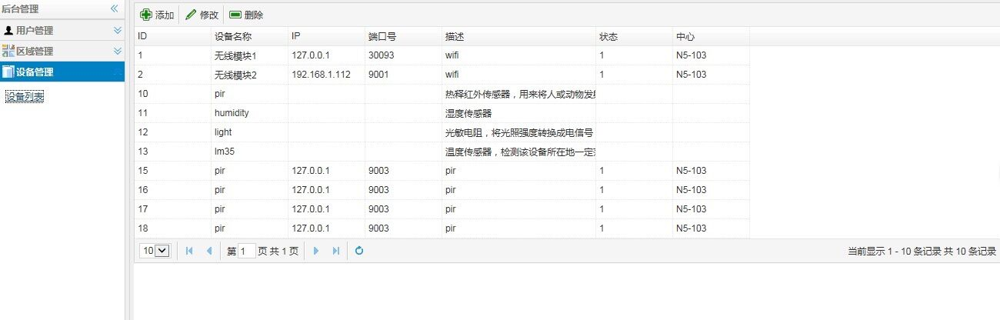 后台管理
用户管理
区域管理
设备管理
设备列表
添加 修改 删除
ID 设备名称 IP 端口号 描述 状态 中心
1 无线模块1 127.0.0.1 30093 wifi 1 N5-103
2 无线模块2 192.168.1.112 9001 wifi 1 N5-103
10 pir 热释红外传感器，用来将人或动物发
11 humidity 湿度传感器
12 light 光敏电阻，将光照强度转换成电信号
13 lm35 温度传感器，检测该设备所在地一定
15 pir 127.0.0.1 9003 pir 1 N5-103
16 pir 127.0.0.1 9003 pir 1 N5-103
17 pir 127.0.0.1 9003 pir 1 N5-103
18 pir 127.0.0.1 9003 pir 1 N5-103
10 第 1 页 共 1 页 当前显示 1 - 10 条记录 共 10 条记录